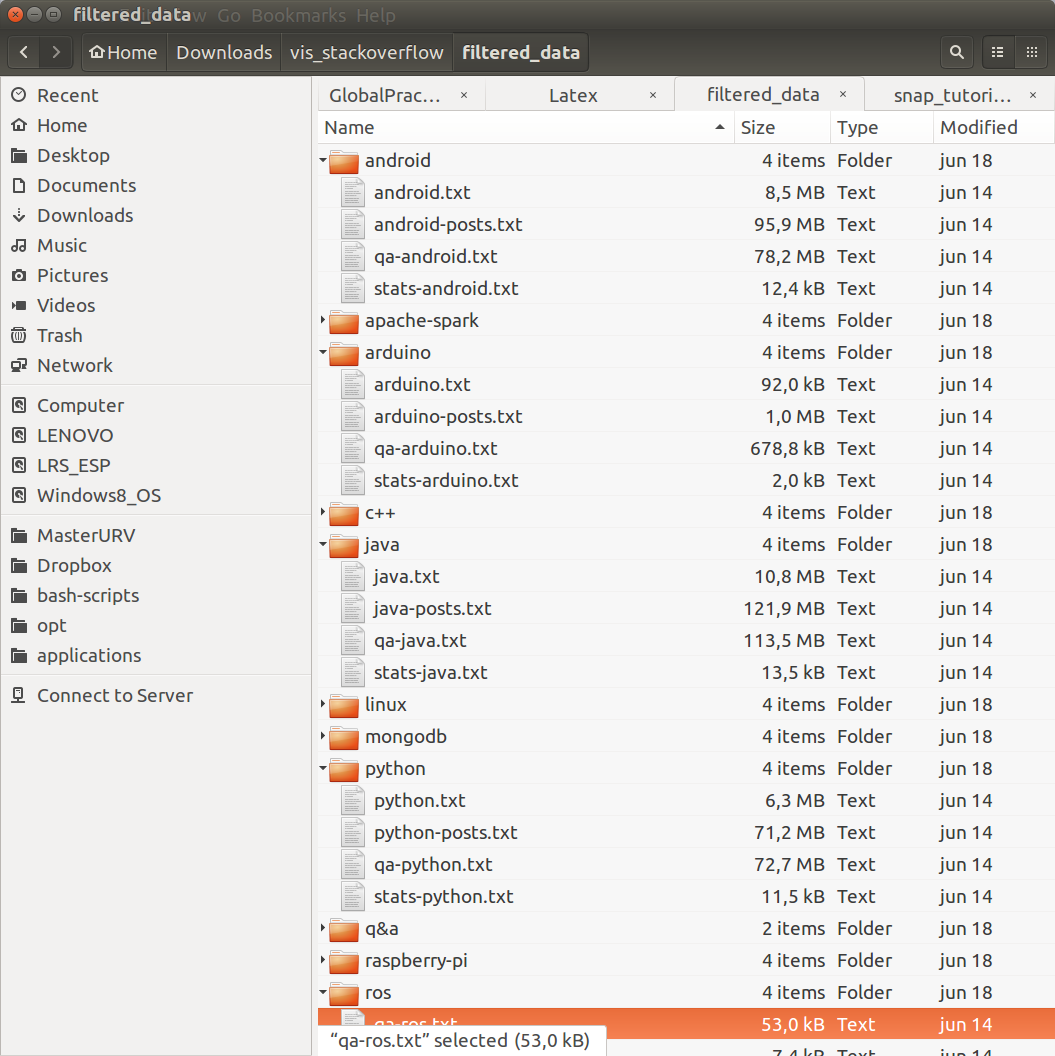 filtered_data Go Bookmarks Help
Home Downloads vis_stackoverflow filtered_data
Recent
Home
Desktop
Documents
Downloads
Music
Pictures
Videos
Trash
Network
Computer
LENOVO
LRS_ESP
Windows8_OS
MasterURV
Dropbox
bash-scripts
opt
applications
Connect to Server
GlobalPrac... × Latex × filtered_data × snap_tutori... ×
Name Size Type Modified
android 4 items Folder jun 18
android.txt 8,5 MB Text jun 14
android-posts.txt 95,9 MB Text jun 14
qa-android.txt 78,2 MB Text jun 14
stats-android.txt 12,4 kB Text jun 14
apache-spark 4 items Folder jun 18
arduino 4 items Folder jun 18
arduino.txt 92,0 kB Text jun 14
arduino-posts.txt 1,0 MB Text jun 14
qa-arduino.txt 678,8 kB Text jun 14
stats-arduino.txt 2,0 kB Text jun 14
c++ 4 items Folder jun 18
java 4 items Folder jun 18
java.txt 10,8 MB Text jun 14
java-posts.txt 121,9 MB Text jun 14
qa-java.txt 113,5 MB Text jun 14
stats-java.txt 13,5 kB Text jun 14
linux 4 items Folder jun 18
mongodb 4 items Folder jun 18
python 4 items Folder jun 18
python.txt 6,3 MB Text jun 14
python-posts.txt 71,2 MB Text jun 14
qa-python.txt 72,7 MB Text jun 14
stats-python.txt 11,5 kB Text jun 14
q&a 2 items Folder jun 18
raspberry-pi 4 items Folder jun 18
ros 4 items Folder jun 18
qa-ros.txt 53,0 kB Text jun 14
“qa-ros.txt” selected (53,0 kB)
7,4 kB Text jun 14